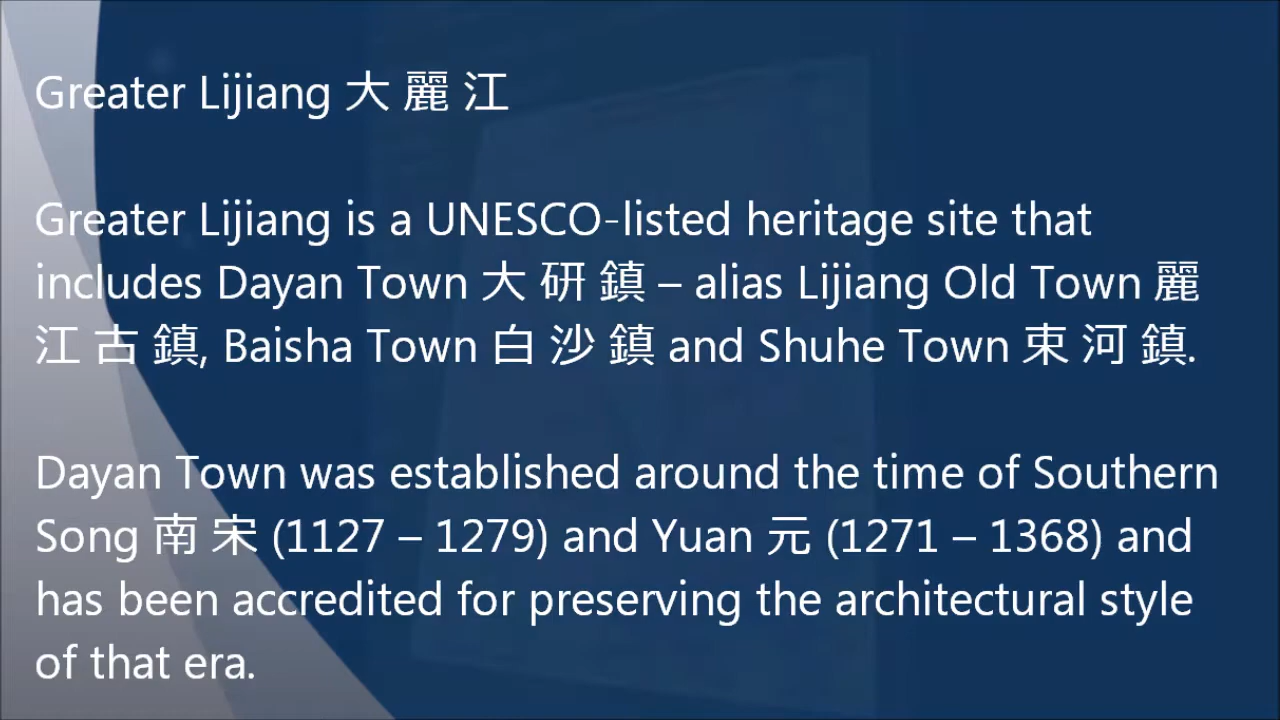 Greater Lijiang 大 麗 江
Greater Lijiang is a UNESCO-listed heritage site that
includes Dayan Town 大 研 鎮 – alias Lijiang Old Town 麗
江 古 鎮, Baisha Town 白 沙 鎮 and Shuhe Town 束 河 鎮.
Dayan Town was established around the time of Southern
Song 南 宋 (1127 – 1279) and Yuan 元 (1271 – 1368) and
has been accredited for preserving the architectural style
of that era.